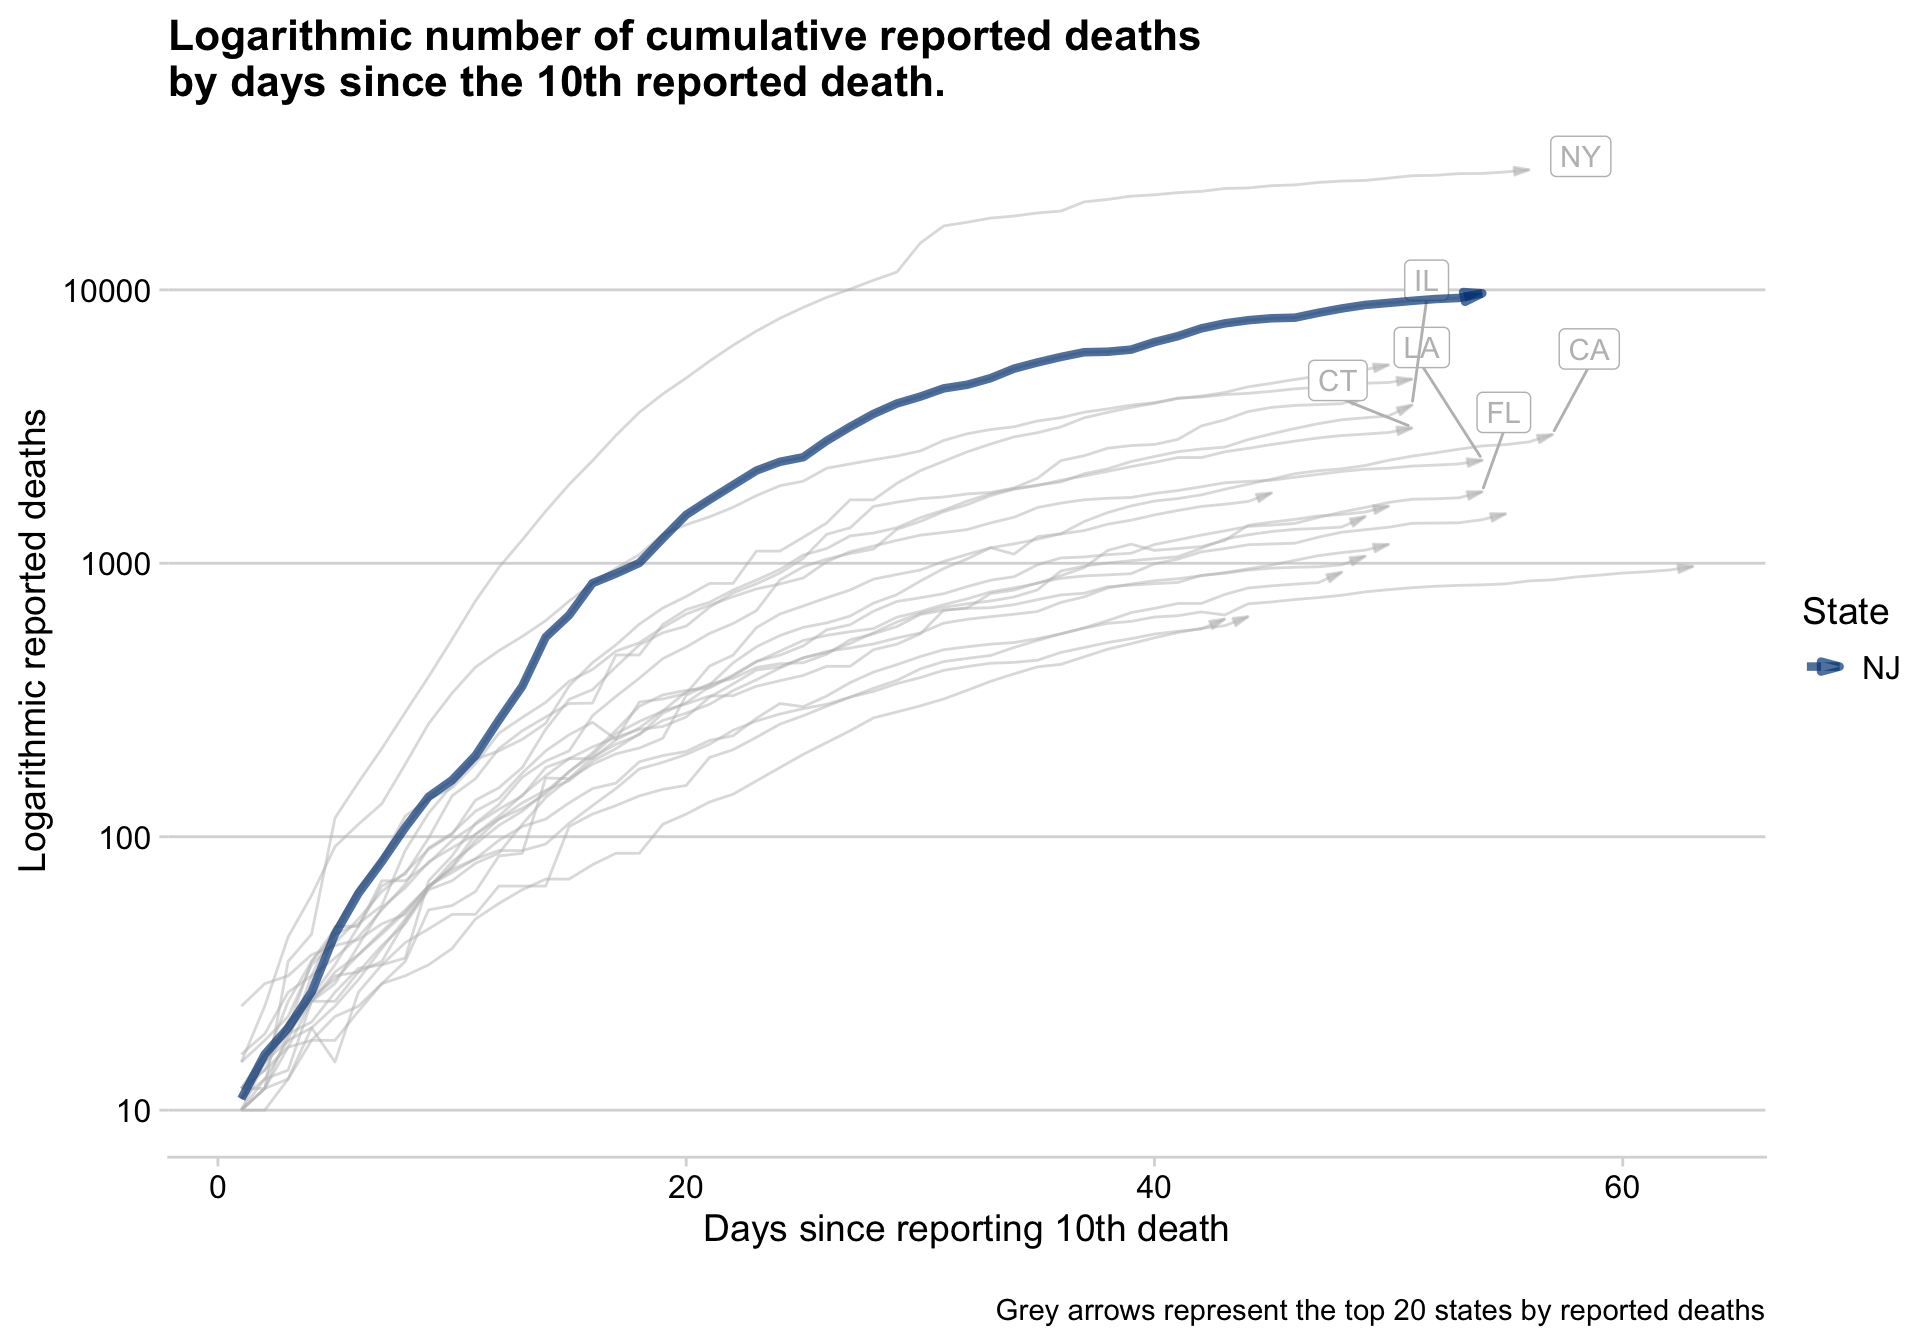 Logarithmic number of cumulative reported deaths
by days since the 10th reported death.
NY
10000
IL
LA
CA
CT
FL
1000
100
10
Logarithmic reported deaths
State
NJ
0 20 40 60
Days since reporting 10th death
Grey arrows represent the top 20 states by reported deaths